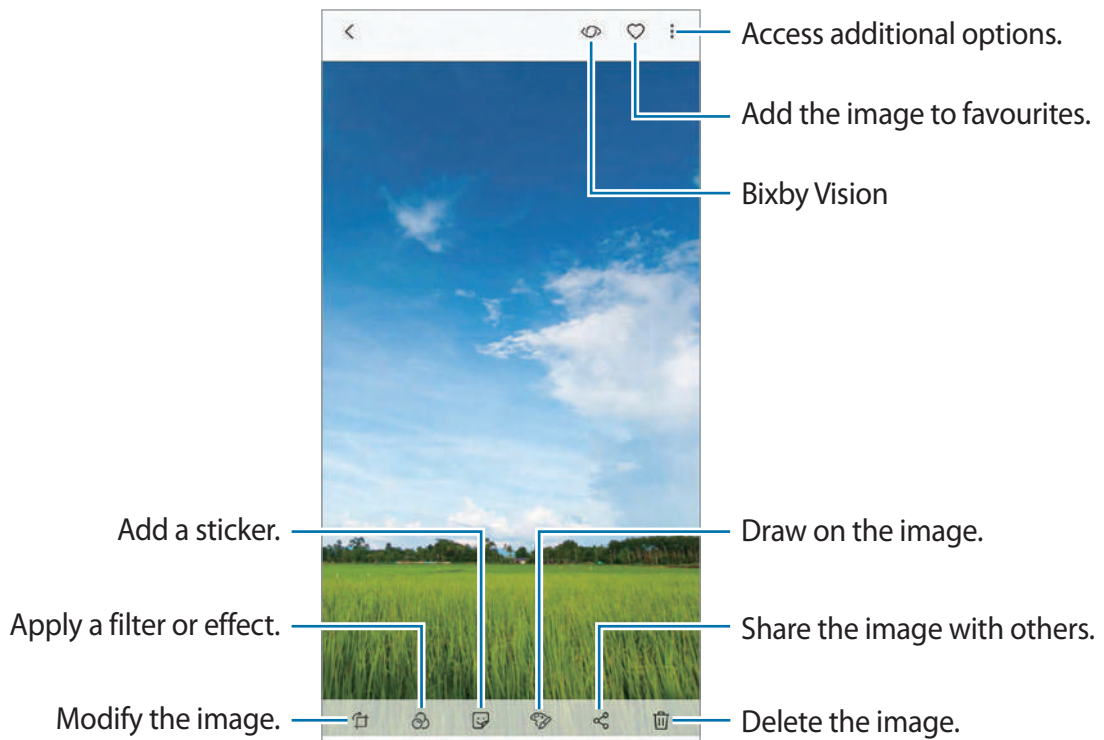 Access additional options.
Add the image to favourites.
Bixby Vision
Add a sticker.
Draw on the image.
Apply a filter or effect.
Share the image with others.
Modify the image.
Delete the image.